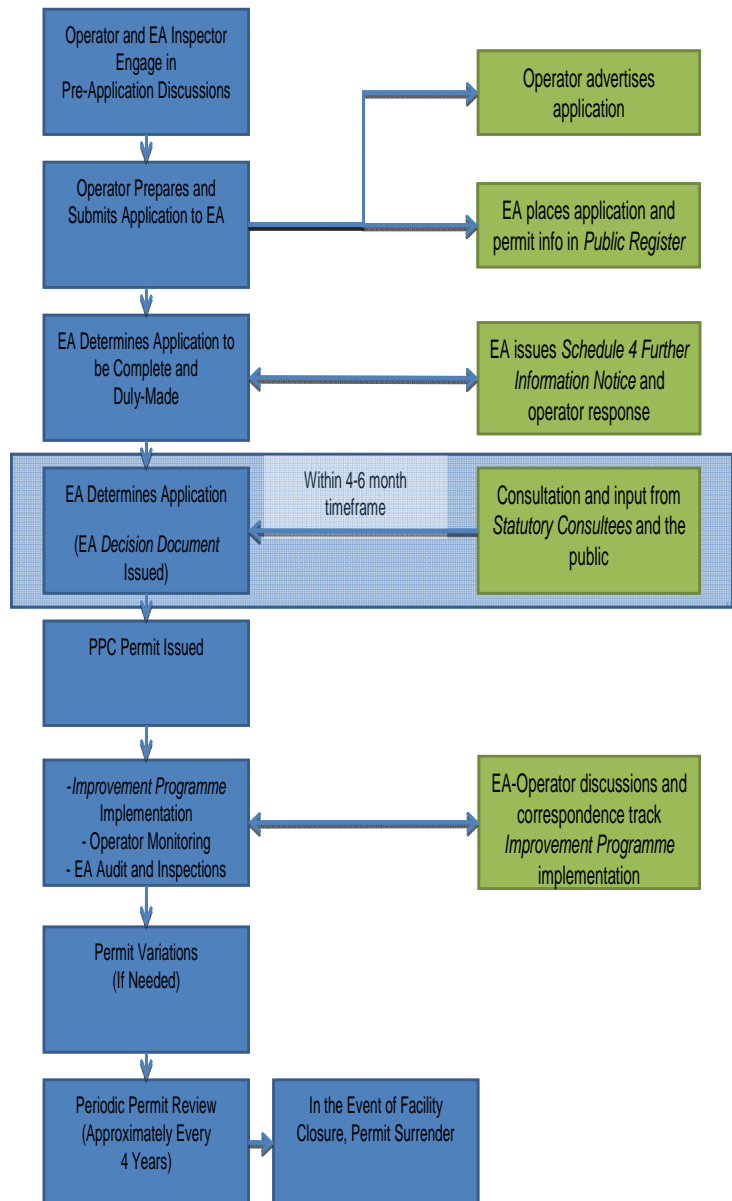 Operator and EA Inspector
Engage in
Pre-Application Discussions
Operator advertises
application
Operator Prepares and
Submits Application to EA
EA places application and
permit info in Public Register
EA Determines Application to
be Complete and
Duly-Made
EA issues Schedule 4 Further
Information Notice and
operator response
EA Determines Application
(EA Decision Document
Issued)
Within 4-6 month
timeframe
Consultation and input from
Statutory Consultees and the
public
PPC Permit Issued
-Improvement Programme
Implementation
- Operator Monitoring
- EA Audit and Inspections
EA-Operator discussions and
correspondence track
Improvement Programme
implementation
Permit Variations
(If Needed)
Periodic Permit Review
(Approximately Every
4 Years)
In the Event of Facility
Closure, Permit Surrender